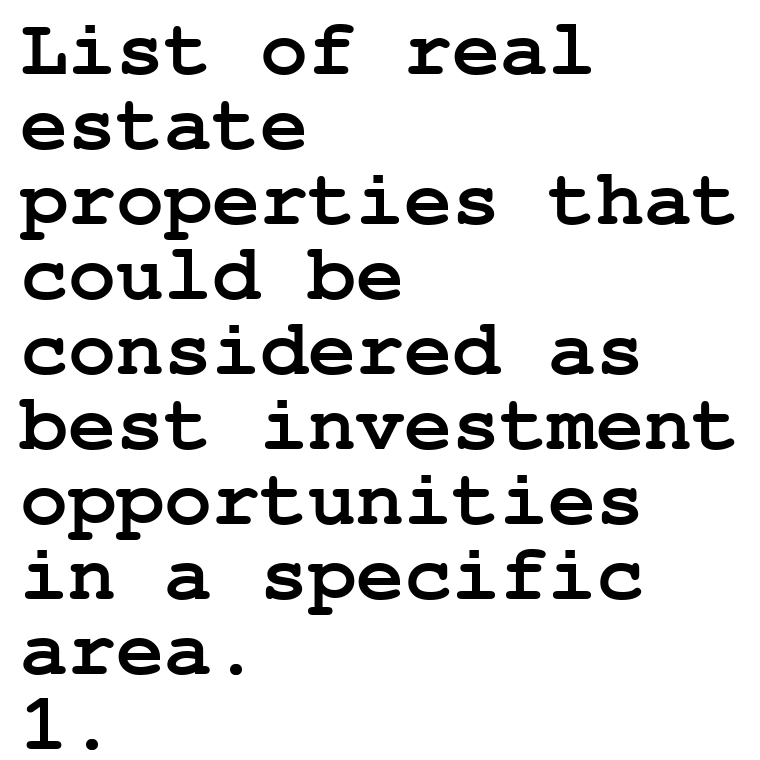 List of real
estate
properties that
could be
considered as
best investment
opportunities
in a specific
area.
1.